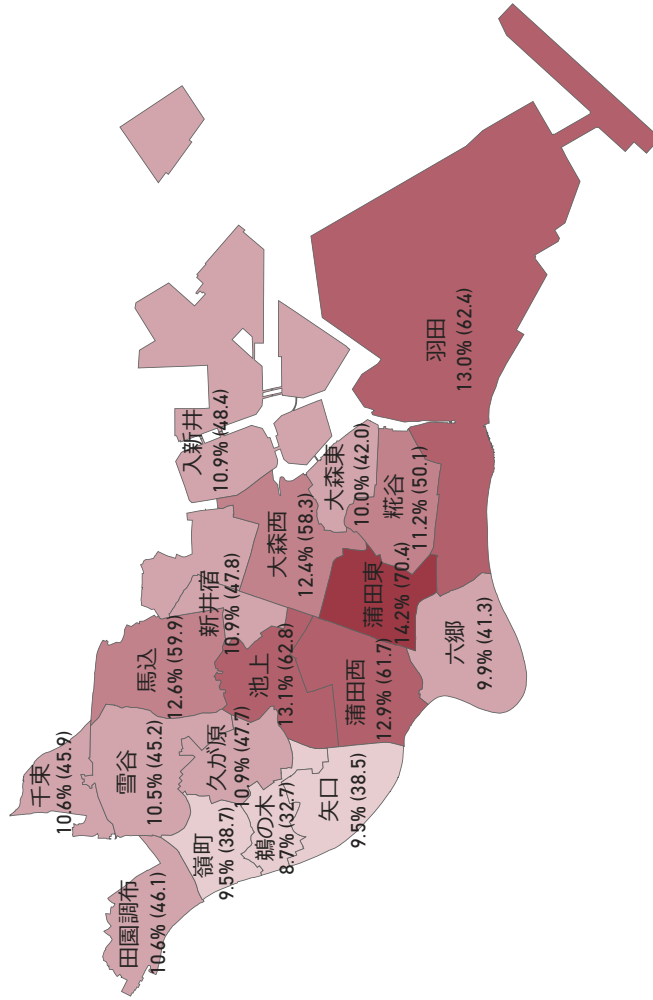 千束
10.6% (45.9)
田園調布
10.6% (46.1)
雪谷
10.5% (45.2)
馬込
12.6% (59.9)
嶺町
9.5% (38.7)
久が原
10.9% (47.7)
新井宿
10.9% (47.8)
入新井
10.9% (48.4)
鵜の木
8.7% (32.7)
池上
13.1% (62.8)
大森西
12.4% (58.3)
矢口
9.5% (38.5)
蒲田西
12.9% (61.7)
蒲田東
14.2% (70.4)
大森東
10.0% (42.0)
糀谷
11.2% (50.1)
六郷
9.9% (41.3)
羽田
13.0% (62.4)